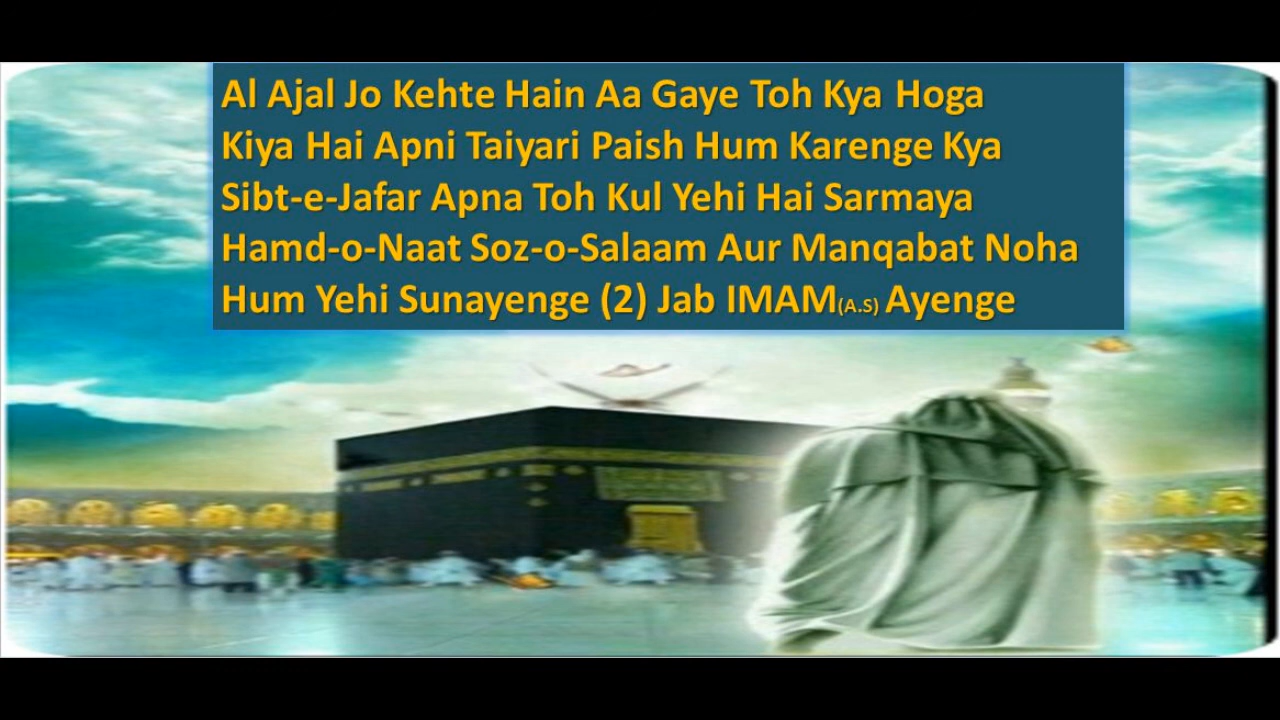 Al Ajal Jo Kehte Hain Aa Gaye Toh Kya Hoga
Kiya Hai Apni Taiyari Paish Hum Karenge Kya
Sibt-e-Jafar Apna Toh Kul Yehi Hai Sarmaya
Hamd-o-Naat Soz-o-Salaam Aur Manqabat Noha
Hum Yehi Sunayenge (2) Jab IMAM(A.S) Ayenge